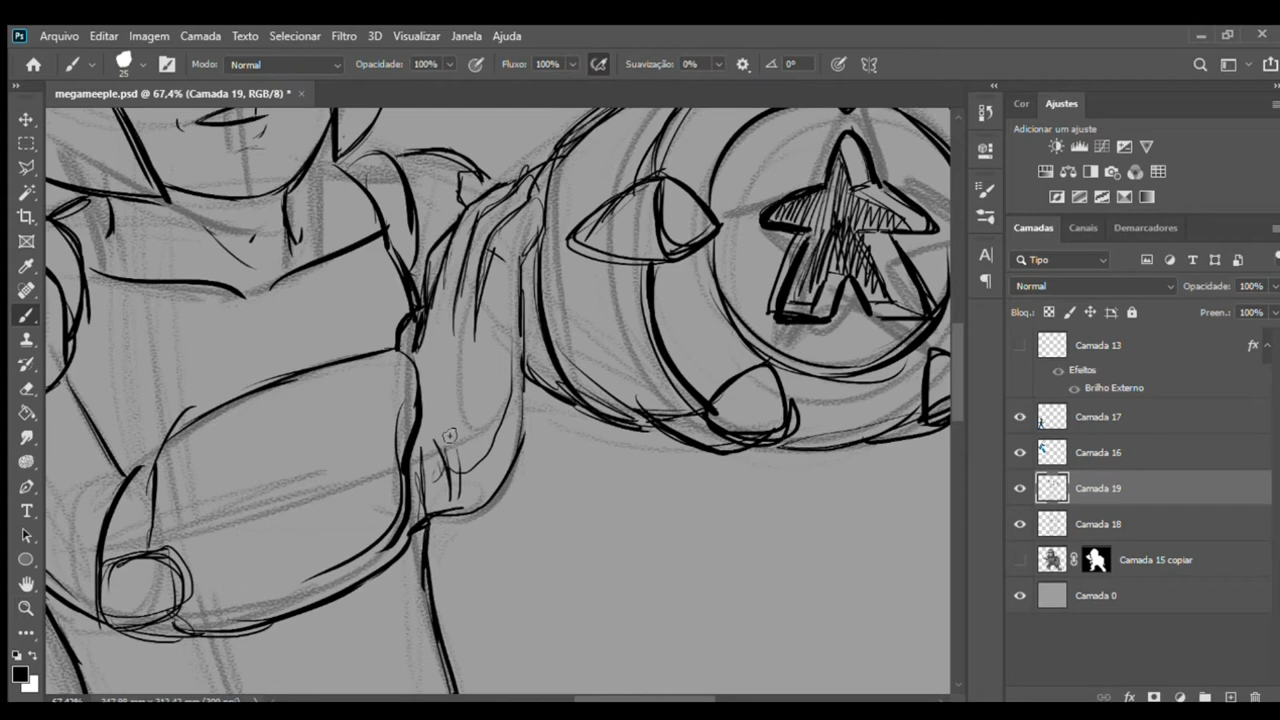 Ps Arquivo Editar Imagem Camada Texto Selecionar Filtro 3D Visualizar Janela Ajuda
25 Modo: Normal Opacidade: 100% Fluxo: 100% Suavização: 0% 0°
megameeple.psd @ 67,4% (Camada 19, RGB/8) *
Cor Ajustes
Adicionar um ajuste
Camadas Canais Demarcadores
Tipo
Normal Opacidade: 100%
Bloq.: Preen.: 100%
Camada 13 fx
Efeitos
Brilho Externo
Camada 17
Camada 16
Camada 19
Camada 18
Camada 15 copiar
Camada 0